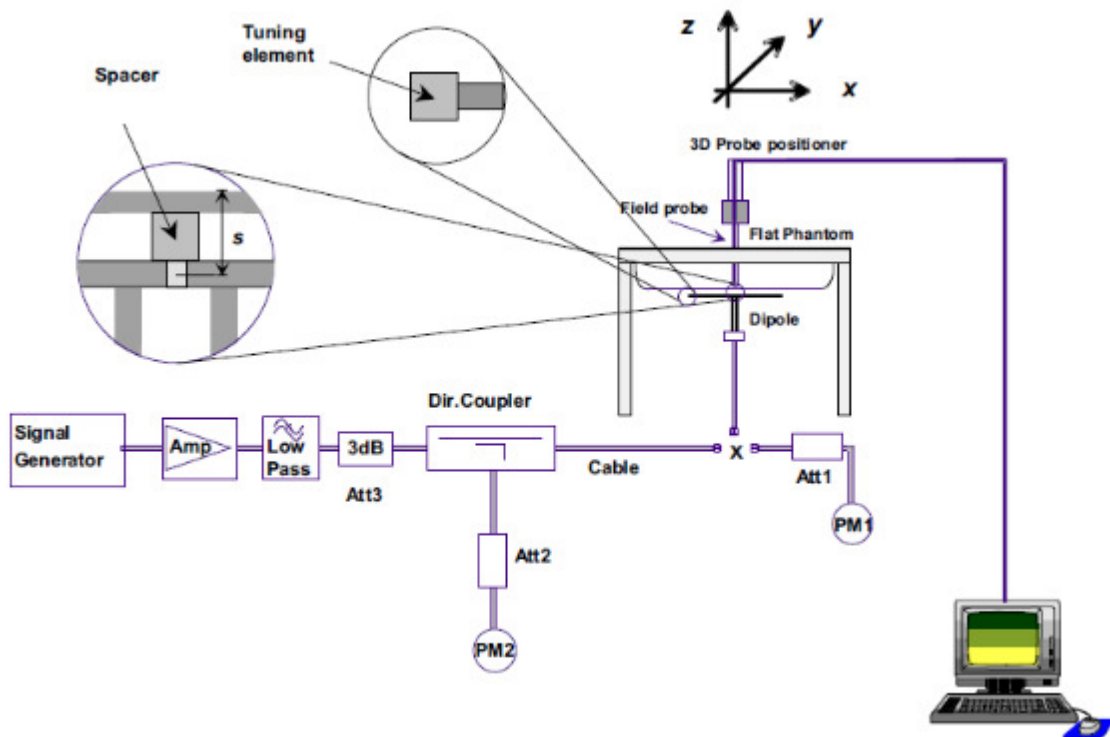 Tuning
element
Spacer
s
z
y
x
3D Probe positioner
Field probe
Flat Phantom
Dipole
Dir.Coupler
Signal
Generator
Amp
Low
Pass
3dB
Att3
Cable
X
Att1
PM1
Att2
PM2